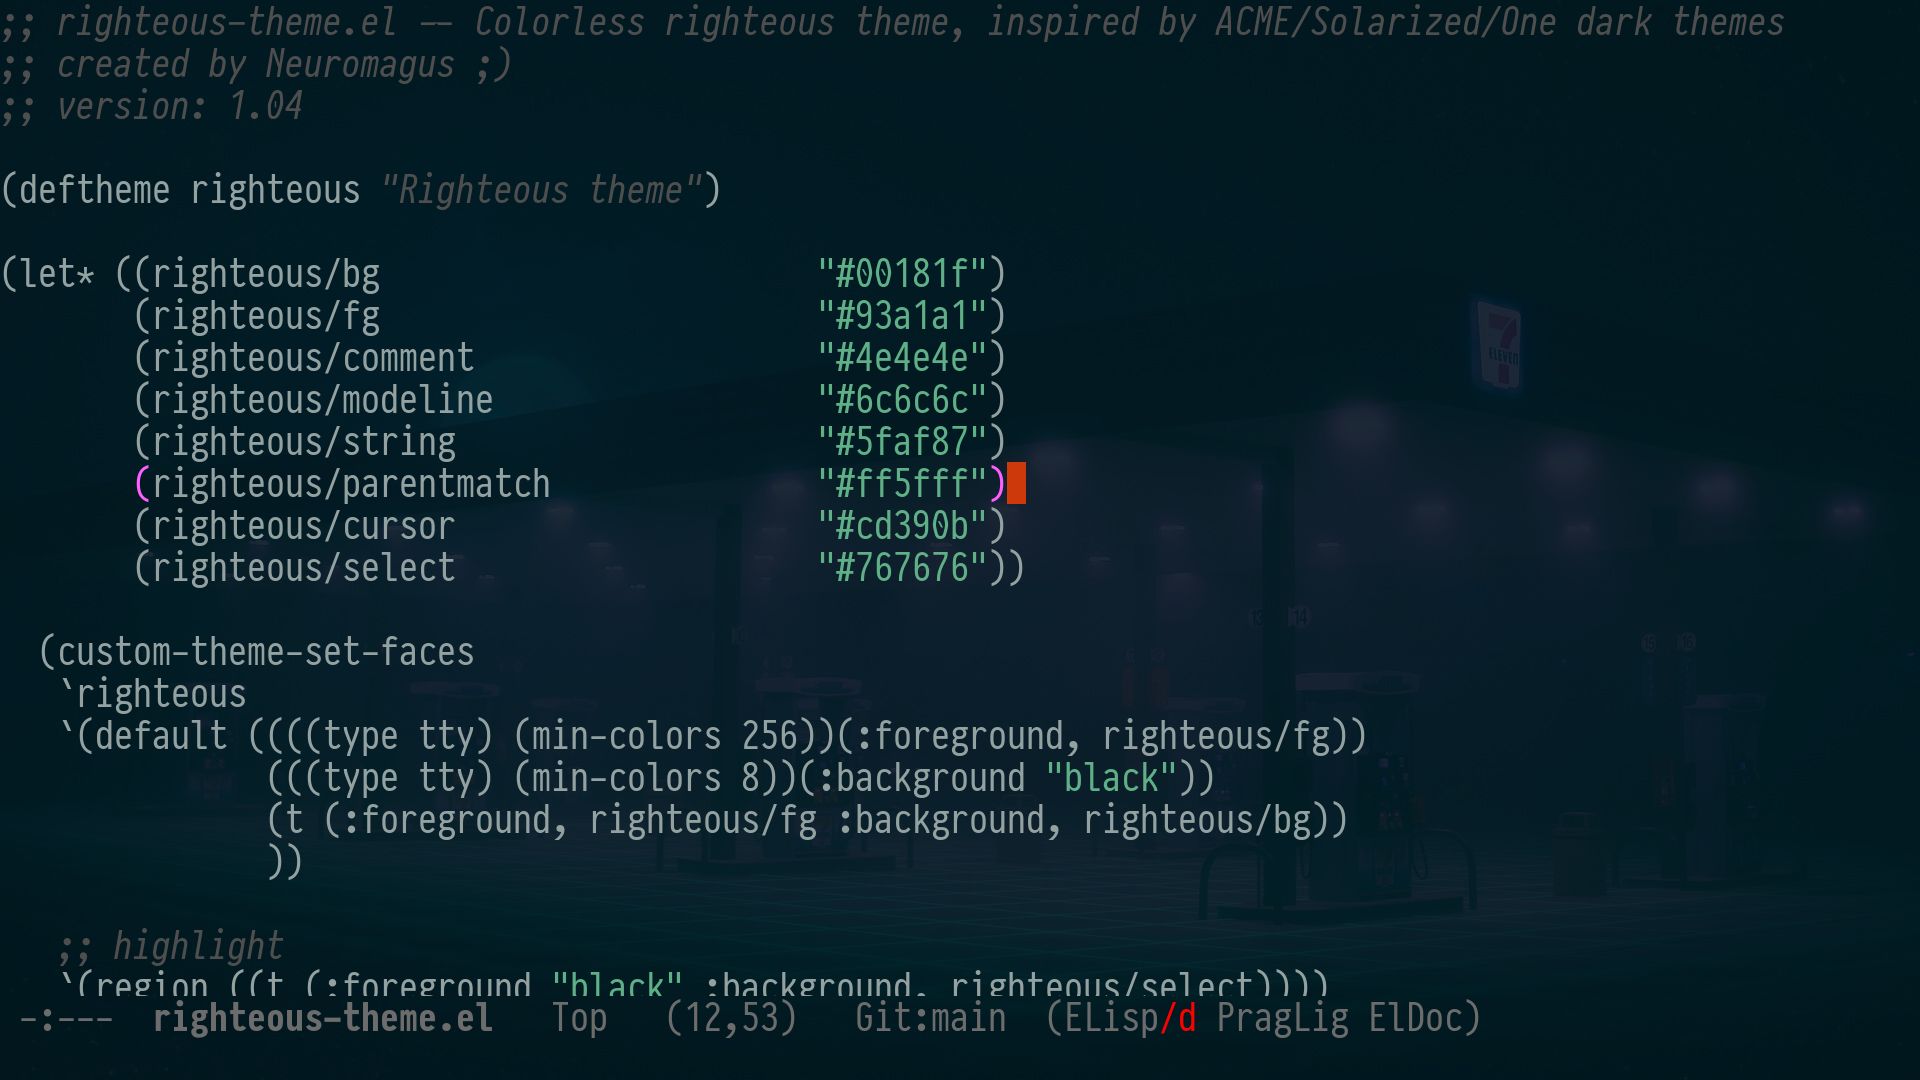 ;; righteous-theme.el -- Colorless righteous theme, inspired by ACME/Solarized/One dark themes
;; created by Neuromagus ;)
;; version: 1.04
(deftheme righteous "Righteous theme")
(let* ((righteous/bg "#00181f")
(righteous/fg "#93a1a1")
(righteous/comment "#4e4e4e")
(righteous/modeline "#6c6c6c")
(righteous/string "#5faf87")
(righteous/parentmatch "#ff5fff")
(righteous/cursor "#cd390b")
(righteous/select "#767676"))
(custom-theme-set-faces
`righteous
`(default ((((type tty) (min-colors 256))(:foreground, righteous/fg))
(((type tty) (min-colors 8))(:background "black"))
(t (:foreground, righteous/fg :background, righteous/bg))
))
;; highlight
`(region ((t (:foreground "black" :background, righteous/select))))
-:--- righteous-theme.el Top (12,53) Git:main (ELisp/d PragLig ElDoc)
7
ELEVEN
13 14